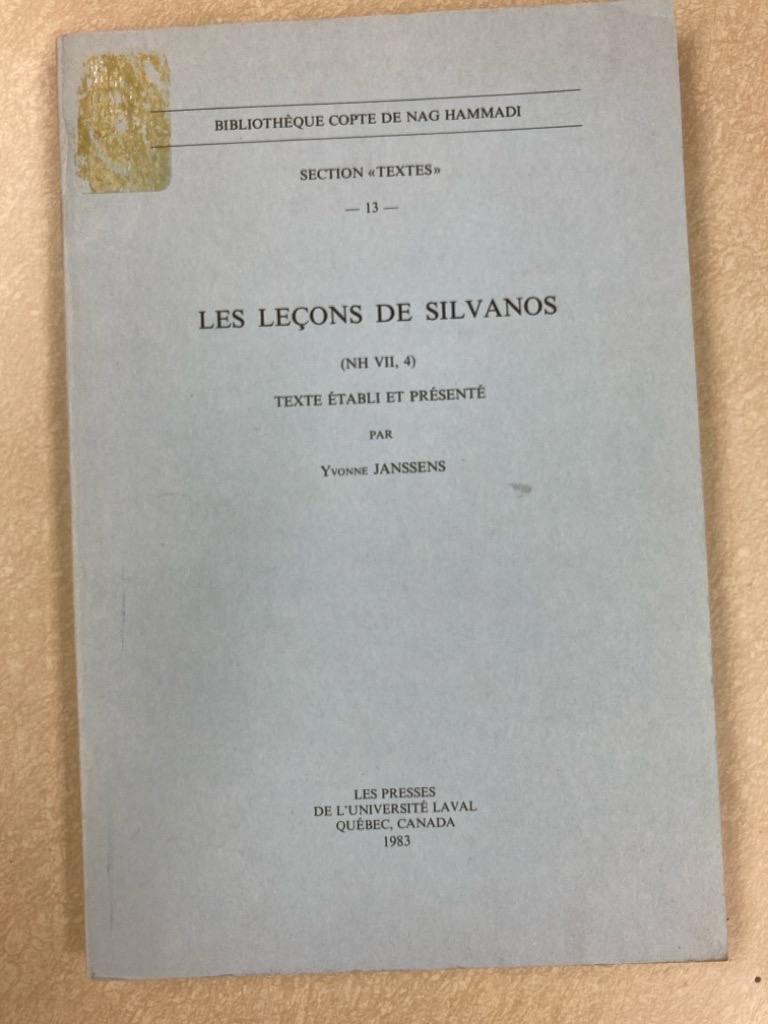 BIBLIOTHÈQUE COPTE DE NAG HAMMADI
SECTION «TEXTES»
— 13 —
LES LEÇONS DE SILVANOS
(NH VII, 4)
TEXTE ÉTABLI ET PRÉSENTÉ
PAR
Yvonne JANSSENS
LES PRESSES
DE L'UNIVERSITÉ LAVAL
QUÉBEC, CANADA
1983